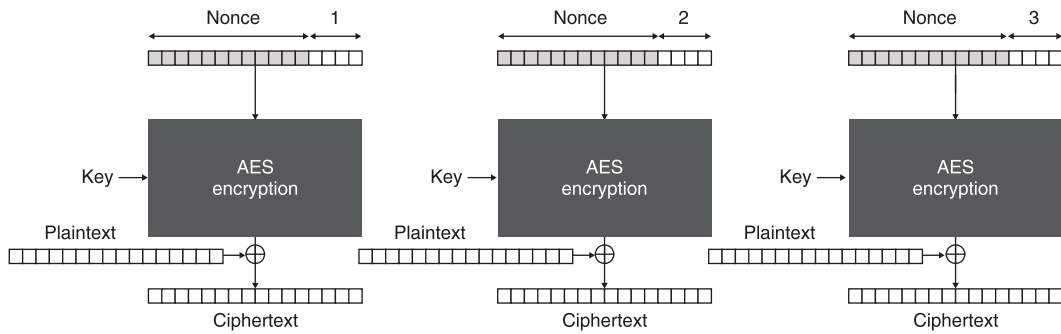 Nonce 1 Nonce 2 Nonce 3
AES AES AES
encryption encryption encryption
Key Key Key
Plaintext Plaintext Plaintext
Ciphertext Ciphertext Ciphertext